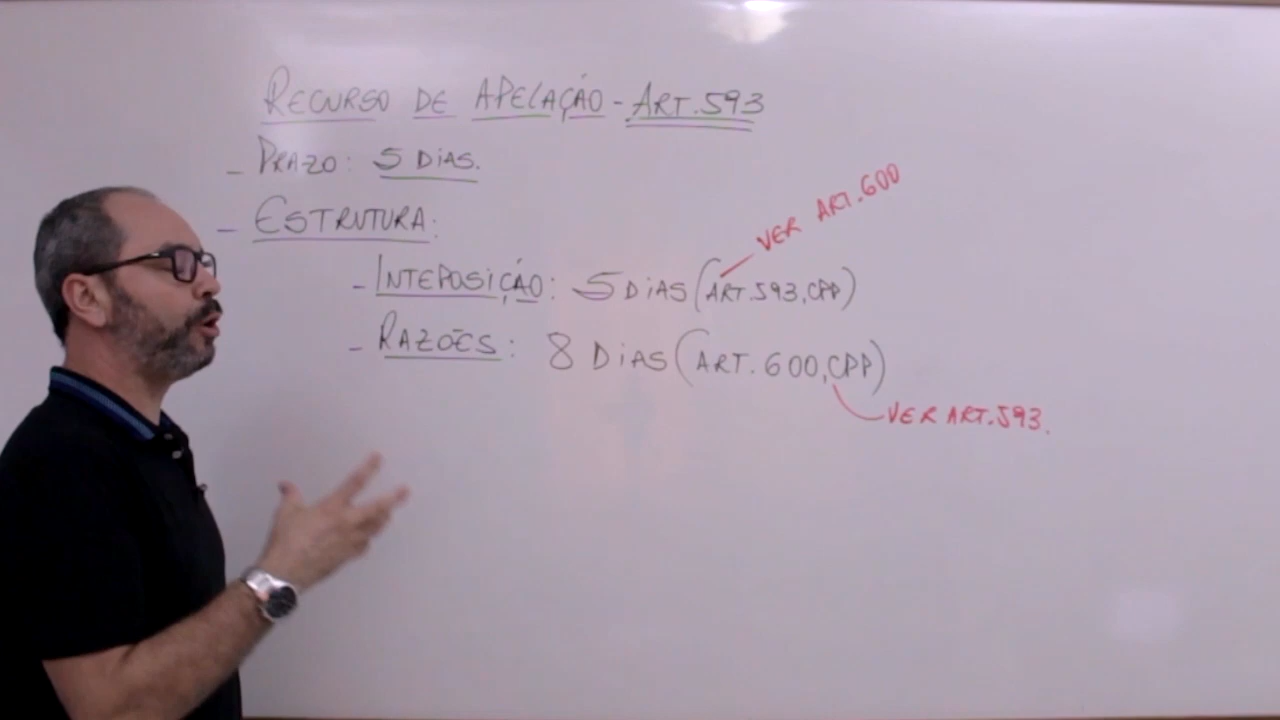 RECURSO DE APELAÇÃO - ART. 593
- PRAZO: 5 DIAS.
- ESTRUTURA:
VER ART. 600
- INTEPOSIÇÃO: 5 DIAS (ART. 593, CPP)
- RAZÕES: 8 DIAS (ART. 600, CPP)
VER ART. 593.